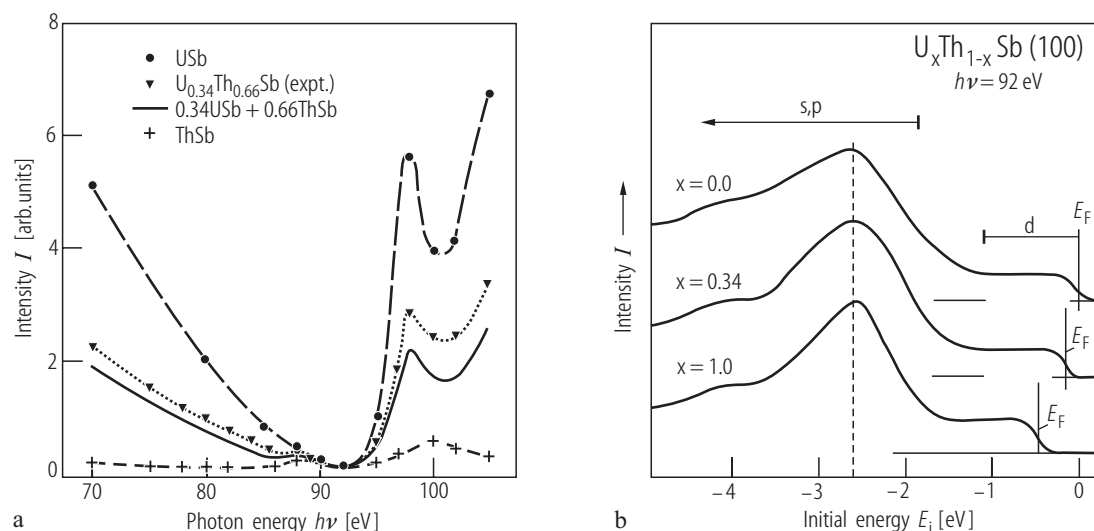 8
6
4
2
0
Intensity I [arb.units]
USb
U0.34Th0.66Sb (expt.)
0.34USb + 0.66ThSb
ThSb
70
80
90
100
Photon energy hν [eV]
a
UxTh1-xSb (100)
hν = 92 eV
s,p
x = 0.0
EF
d
x = 0.34
EF
x = 1.0
EF
Intensity I
−4
−3
−2
−1
0
Initial energy Ei [eV]
b